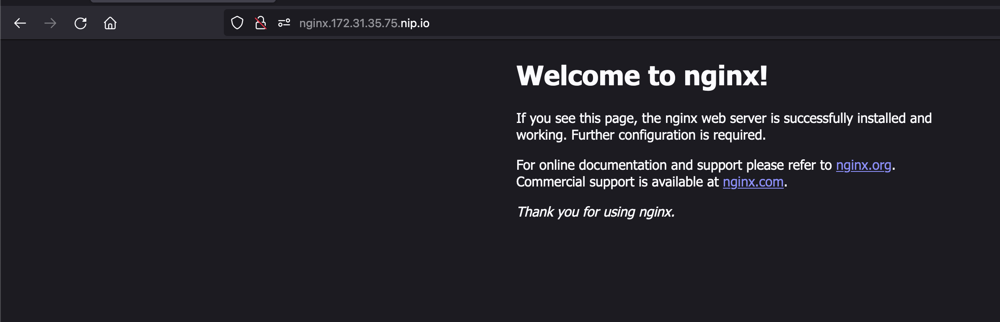 nginx.172.31.35.75.nip.io
Welcome to nginx!
If you see this page, the nginx web server is successfully installed and
working. Further configuration is required.
For online documentation and support please refer to nginx.org.
Commercial support is available at nginx.com.
Thank you for using nginx.